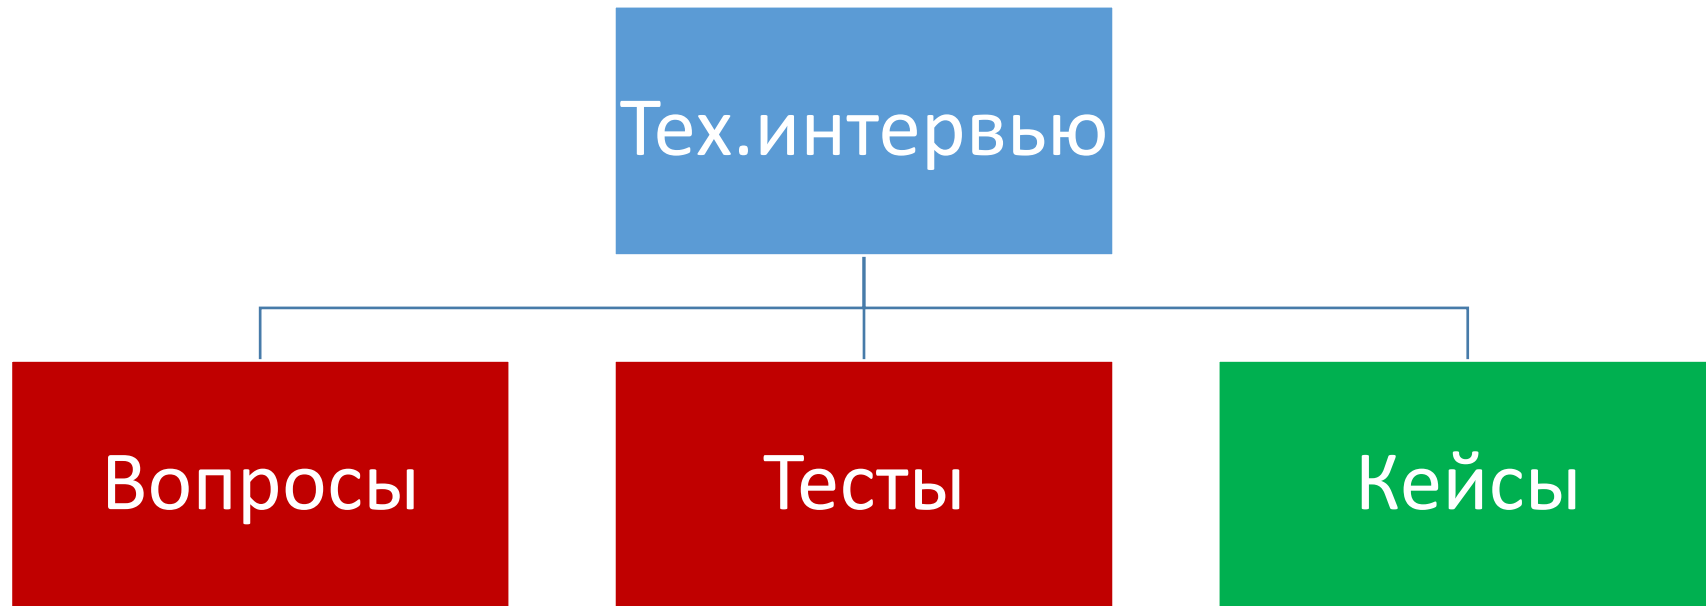 Тех.интервью
Вопросы
Тесты
Кейсы